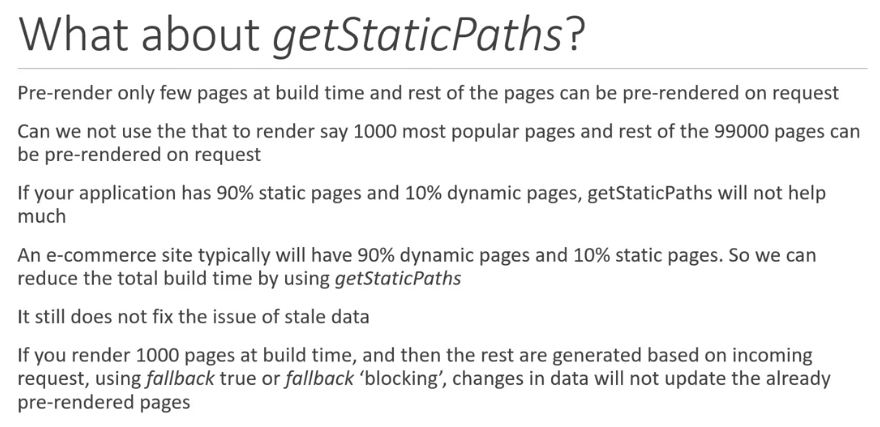 What about getStaticPaths?
Pre-render only few pages at build time and rest of the pages can be pre-rendered on request
Can we not use the that to render say 1000 most popular pages and rest of the 99000 pages can
be pre-rendered on request
If your application has 90% static pages and 10% dynamic pages, getStaticPaths will not help
much
An e-commerce site typically will have 90% dynamic pages and 10% static pages. So we can
reduce the total build time by using getStaticPaths
It still does not fix the issue of stale data
If you render 1000 pages at build time, and then the rest are generated based on incoming
request, using fallback true or fallback ‘blocking’, changes in data will not update the already
pre-rendered pages